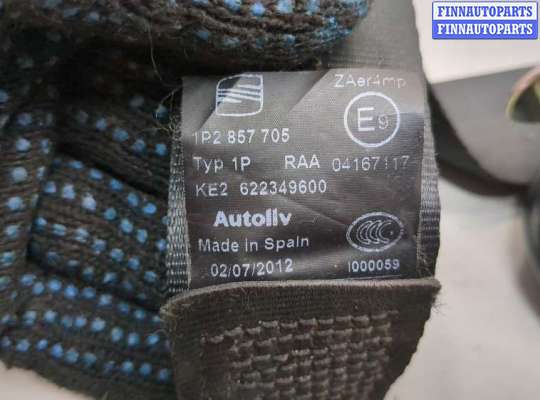 FINNAUTOPARTS
FINNAUTOPARTS
ZAer4mp
E9
1P2 857 705
Typ 1P RAA 04167117
KE2 622349600
Autoliv
Made in Spain
02/07/2012 I000059